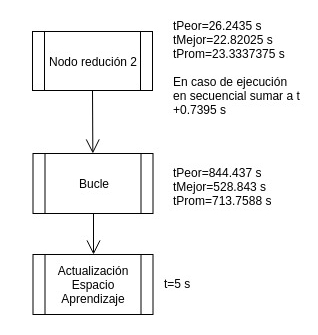 tPeor=26.2435 s
tMejor=22.82025 s
tProm=23.3337375 s
Nodo redución 2
En caso de ejecución
en secuencial sumar a t
+0.7395 s
Bucle
tPeor=844.437 s
tMejor=528.843 s
tProm=713.7588 s
Actualización
Espacio
Aprendizaje
t=5 s